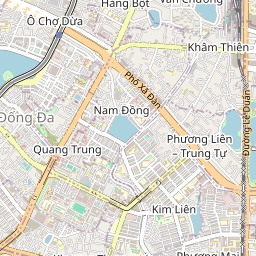 Hàng Bột
Văn Chương
Ô Chợ Dừa
Khâm Thiên
Phố Xã Đàn
Nam Đồng
Đống Đa
Đường Lê Duẩn
Phương Liên
– Trung Tự
Quang Trung
Kim Liên
Phương Mai